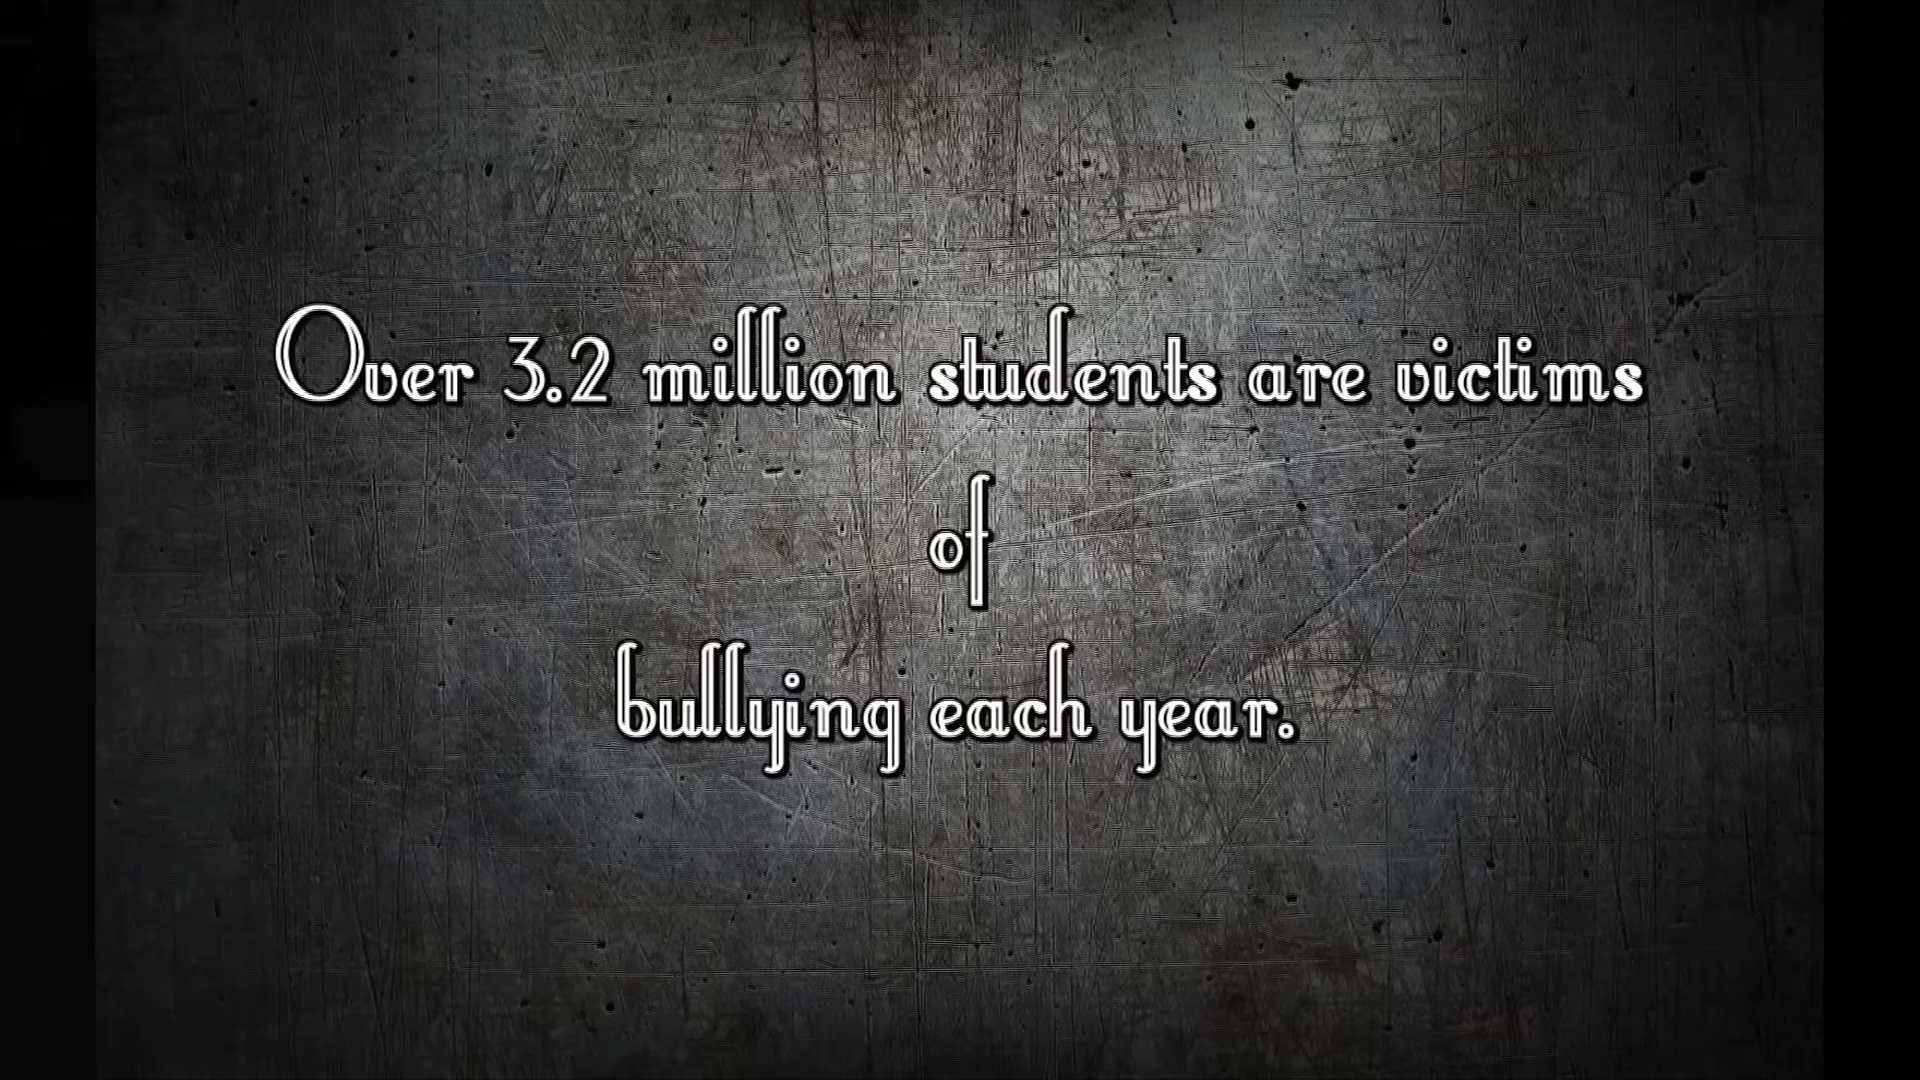 Over 3.2 million students are victims
of
bullying each year.